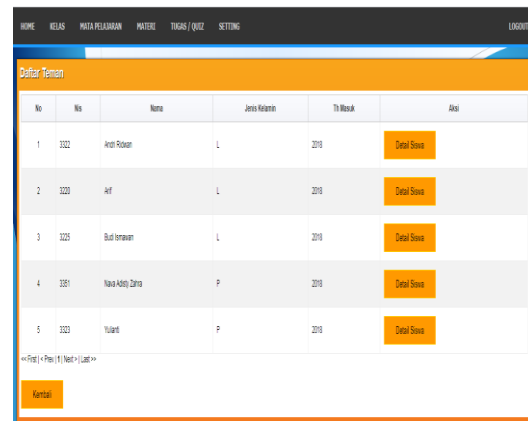 HOME KELAS MATA PELAJARAN MATERI TUGAS / QUIZ SETTING LOGOUT
Daftar Teman
No Nis Nama Jenis Kelamin Th Masuk Aksi
1 3322 Andri Ridwan L 2018 Detail Siswa
2 3220 Arif L 2018 Detail Siswa
3 3225 Budi Ismawan L 2018 Detail Siswa
4 3351 Nava Adisty Zahra P 2018 Detail Siswa
5 3323 Yulianti P 2018 Detail Siswa
<< First | < Prev | 1 | Next > | Last >>
Kembali